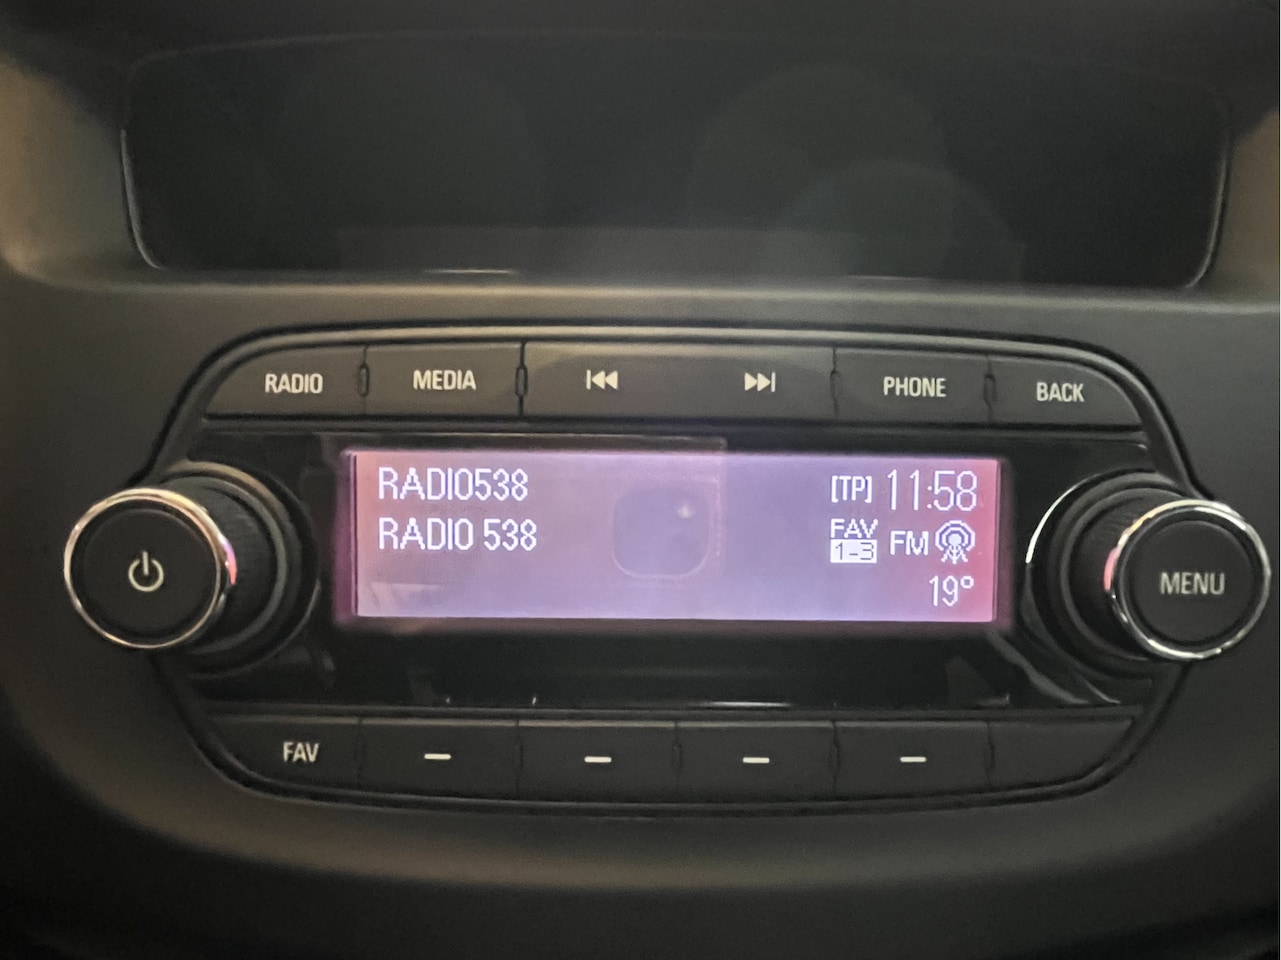 RADIO MEDIA PHONE BACK
RADIO538 [TP] 11:58
RADIO 538 FAV 1-3 FM
19°
MENU
FAV